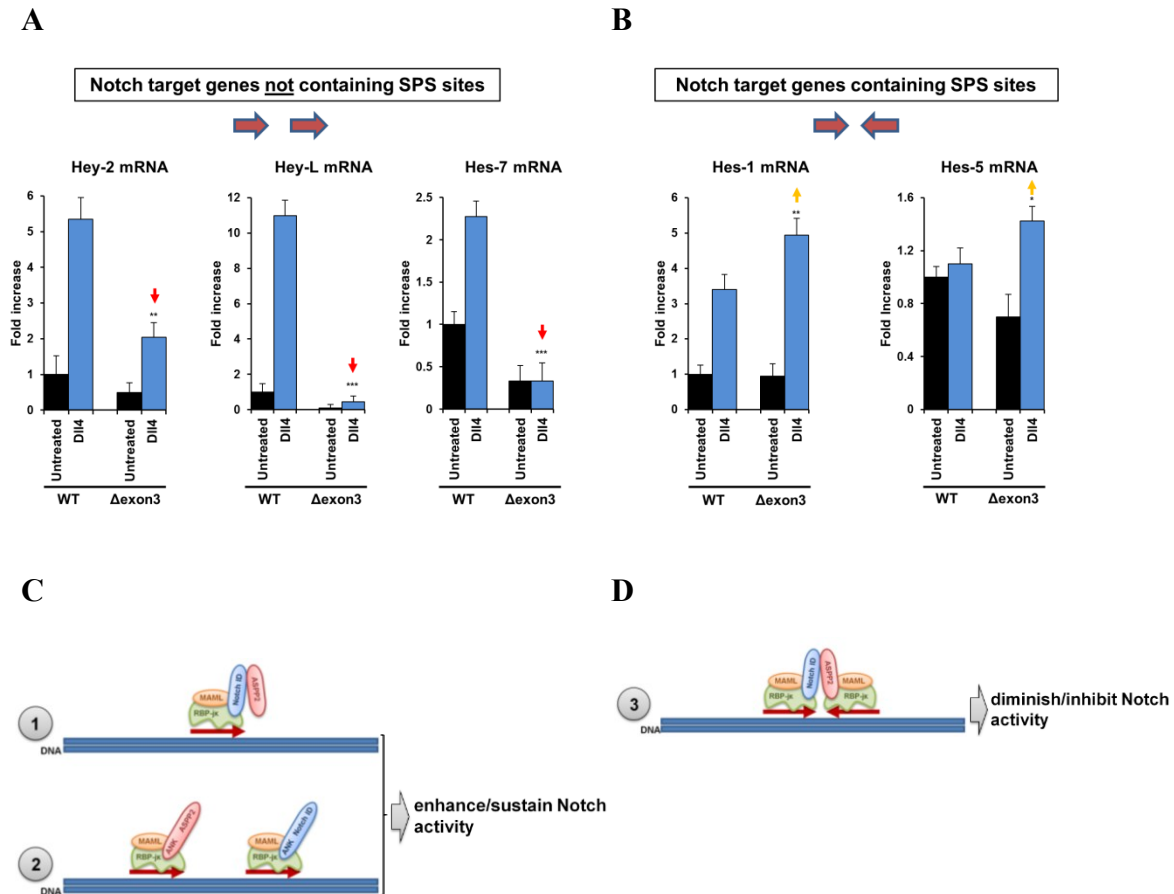 A
B
Notch target genes not containing SPS sites
Notch target genes containing SPS sites
Hey-2 mRNA
Fold increase
6
5
4
3
2
1
0
**
Untreated
Dll4
Untreated
Dll4
WT
Δexon3
Hey-L mRNA
Fold increase
12
10
8
6
4
2
0
***
Untreated
Dll4
Untreated
Dll4
WT
Δexon3
Hes-7 mRNA
Fold increase
2.5
2
1.5
1
0.5
0
***
Untreated
Dll4
Untreated
Dll4
WT
Δexon3
Hes-1 mRNA
Fold increase
6
5
4
3
2
1
0
**
Untreated
Dll4
Untreated
Dll4
WT
Δexon3
Hes-5 mRNA
Fold Increase
1.6
1.2
0.8
0.4
0
*
Untreated
Dll4
Untreated
Dll4
WT
Δexon3
C
D
1
MAML
RBP-jκ
Notch ID
ASPP2
DNA
2
MAML
RBP-jκ
ANK ASPP2
MAML
RBP-jκ
ANK Notch ID
DNA
enhance/sustain Notch
activity
3
MAML
RBP-jκ
Notch ID
ASPP2
MAML
RBP-jκ
DNA
diminish/inhibit Notch
activity